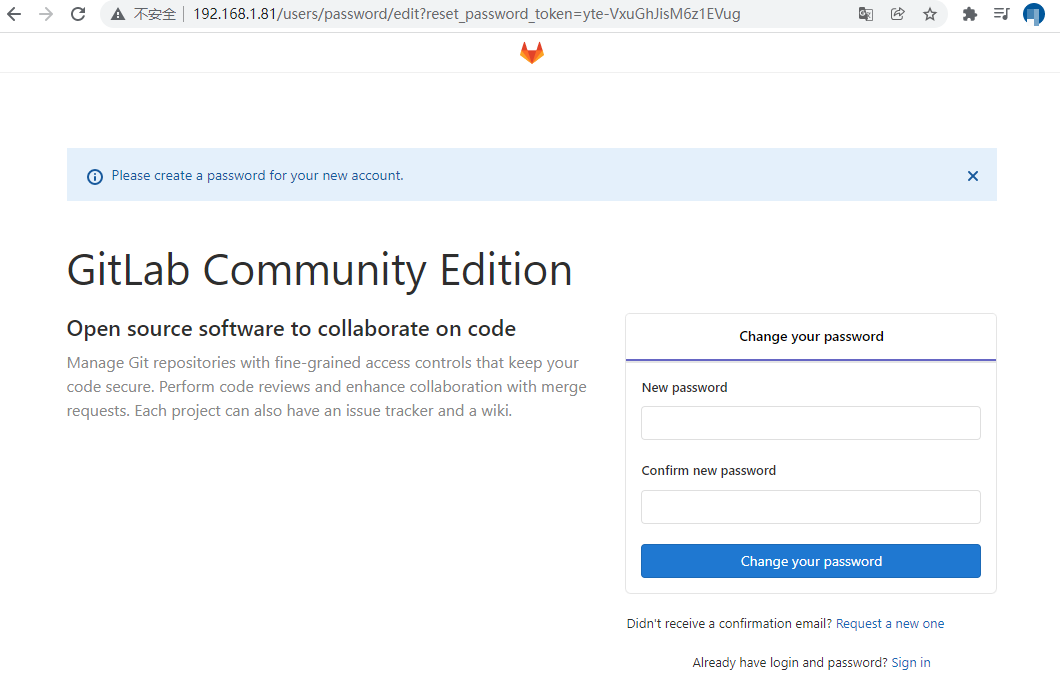 不安全 192.168.1.81/users/password/edit?reset_password_token=yte-VxuGhJisM6z1EVug
Please create a password for your new account.
GitLab Community Edition
Open source software to collaborate on code
Manage Git repositories with fine-grained access controls that keep your
code secure. Perform code reviews and enhance collaboration with merge
requests. Each project can also have an issue tracker and a wiki.
Change your password
New password
Confirm new password
Change your password
Didn't receive a confirmation email? Request a new one
Already have login and password? Sign in